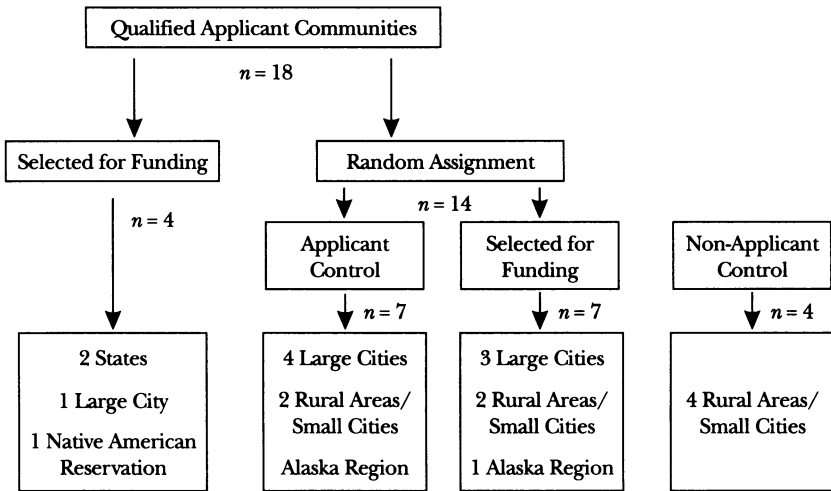 Qualified Applicant Communities
n = 18
Selected for Funding
Random Assignment
n = 4
n = 14
Applicant
Control
Selected for
Funding
Non-Applicant
Control
n = 7
n = 7
n = 4
2 States
1 Large City
1 Native American
Reservation
4 Large Cities
2 Rural Areas/
Small Cities
Alaska Region
3 Large Cities
2 Rural Areas/
Small Cities
1 Alaska Region
4 Rural Areas/
Small Cities